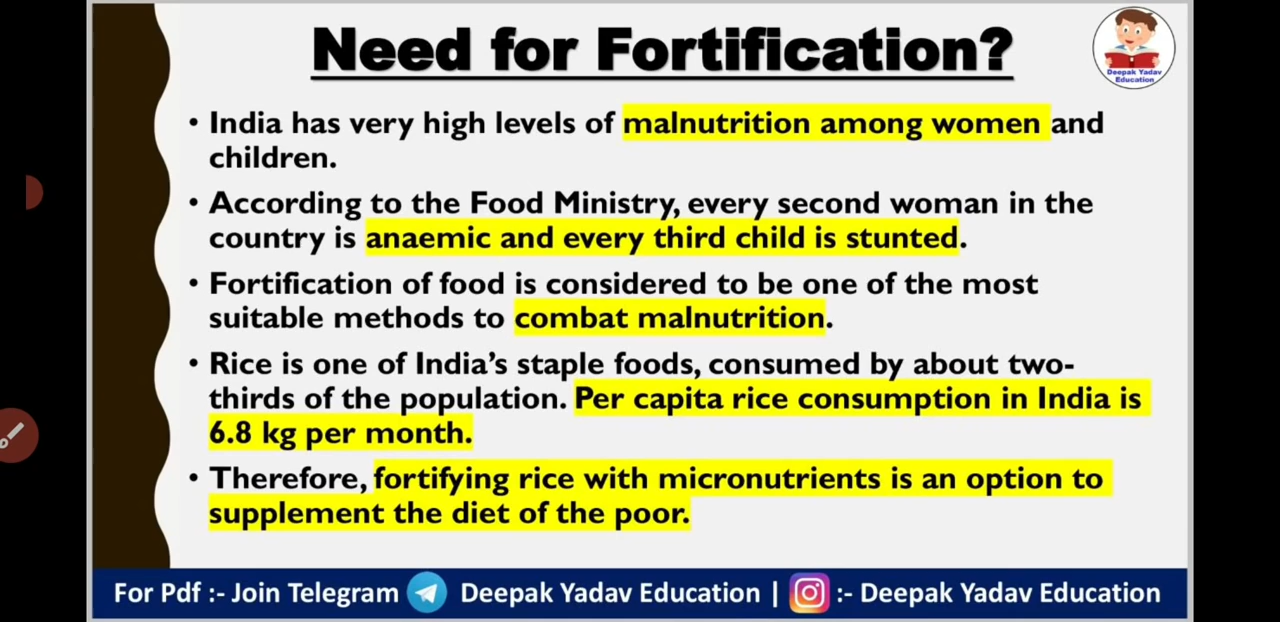 Need for Fortification?
Deepak Yadav
Education
• India has very high levels of malnutrition among women and
children.
• According to the Food Ministry, every second woman in the
country is anaemic and every third child is stunted.
• Fortification of food is considered to be one of the most
suitable methods to combat malnutrition.
• Rice is one of India’s staple foods, consumed by about two-
thirds of the population. Per capita rice consumption in India is
6.8 kg per month.
• Therefore, fortifying rice with micronutrients is an option to
supplement the diet of the poor.
For Pdf :- Join Telegram Deepak Yadav Education | :- Deepak Yadav Education